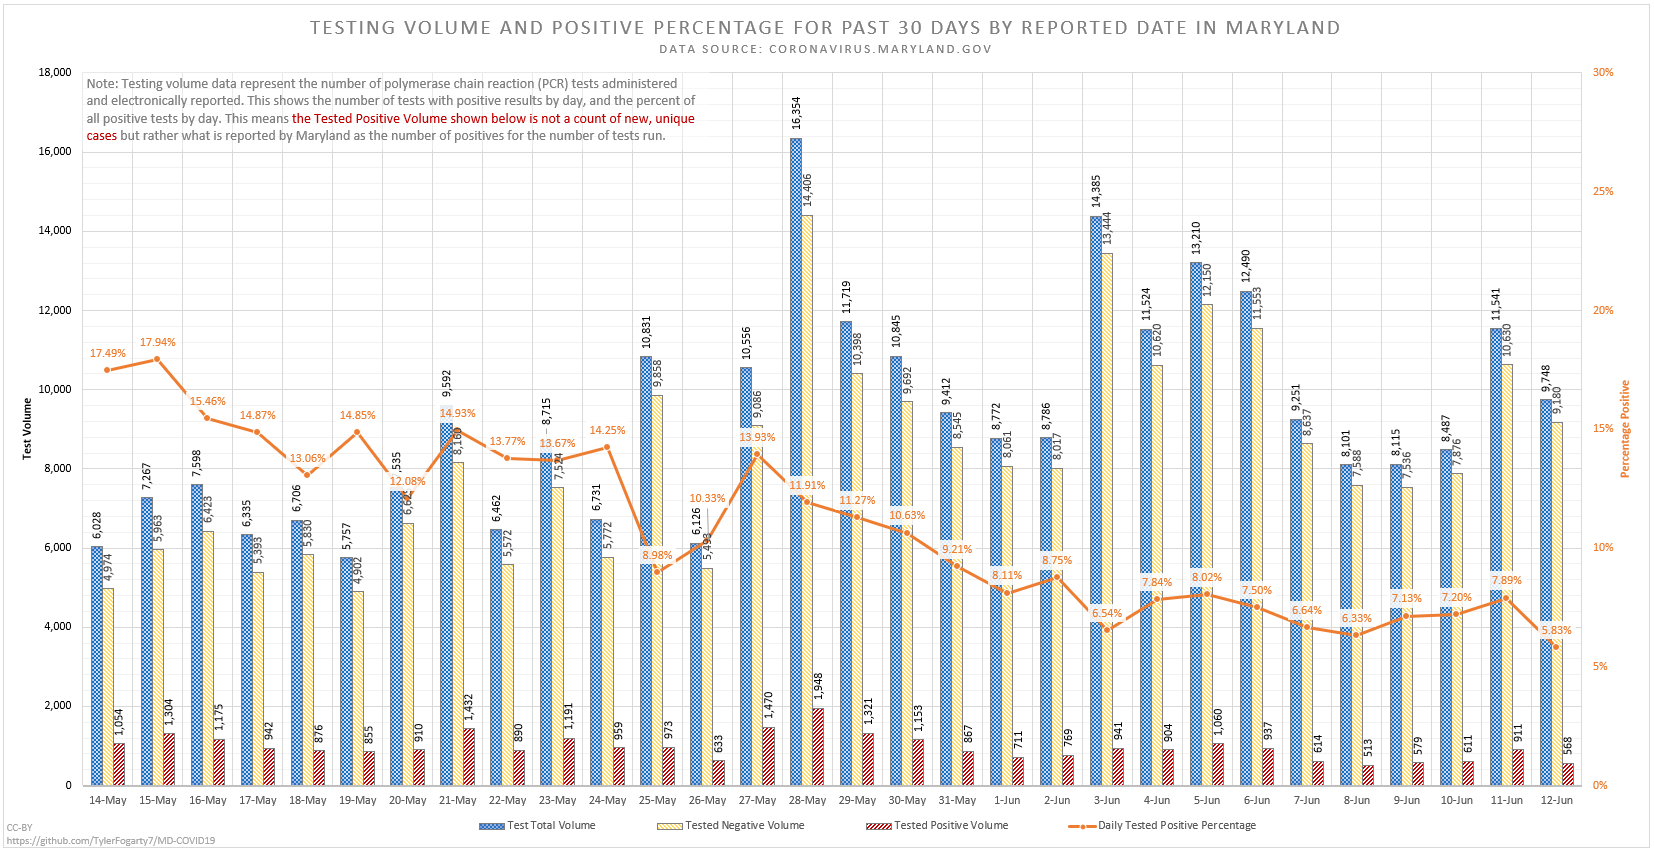 TESTING VOLUME AND POSITIVE PERCENTAGE FOR PAST 30 DAYS BY REPORTED DATE IN MARYLAND
DATA SOURCE: CORONAVIRUS.MARYLAND.GOV
Note: Testing volume data represent the number of polymerase chain reaction (PCR) tests administered
and electronically reported. This shows the number of tests with positive results by day, and the percent of
all positive tests by day. This means the Tested Positive Volume shown below is not a count of new, unique
cases but rather what is reported by Maryland as the number of positives for the number of tests run.
Test Volume
18,000
16,000
14,000
12,000
10,000
8,000
6,000
4,000
2,000
0
Percentage Positive
30%
25%
20%
15%
10%
5%
0%
6,028 4,974 1,054 17.49%
7,267 5,963 1,304 17.94%
7,598 6,423 1,175 15.46%
6,335 5,393 942 14.87%
6,706 5,830 876 13.06%
5,757 4,902 855 14.85%
910 12.08%
9,592 8,160 1,432 14.93%
6,462 5,572 890 13.77%
8,715 7,524 1,191 13.67%
6,731 5,772 959 14.25%
10,831 9,858 973 8.98%
6,126 5,493 633 10.33%
10,556 9,086 1,470 13.93%
16,354 14,406 1,948 11.91%
11,719 10,398 1,321 11.27%
10,845 9,692 1,153 10.63%
9,412 8,545 867 9.21%
8,772 8,061 711 8.11%
8,786 8,017 769 8.75%
14,385 13,444 941 6.54%
11,524 10,620 904 7.84%
13,210 12,150 1,060 8.02%
12,490 11,553 937 7.50%
9,251 8,637 614 6.64%
8,101 7,588 513 6.33%
8,115 7,536 579 7.13%
8,487 7,876 611 7.20%
11,541 10,630 911 7.89%
9,748 9,180 568 5.83%
14-May 15-May 16-May 17-May 18-May 19-May 20-May 21-May 22-May 23-May 24-May 25-May 26-May 27-May 28-May 29-May 30-May 31-May 1-Jun 2-Jun 3-Jun 4-Jun 5-Jun 6-Jun 7-Jun 8-Jun 9-Jun 10-Jun 11-Jun 12-Jun
Test Total Volume Tested Negative Volume Tested Positive Volume Daily Tested Positive Percentage
CC-BY
https://github.com/TylerFogarty7/MD-COVID19